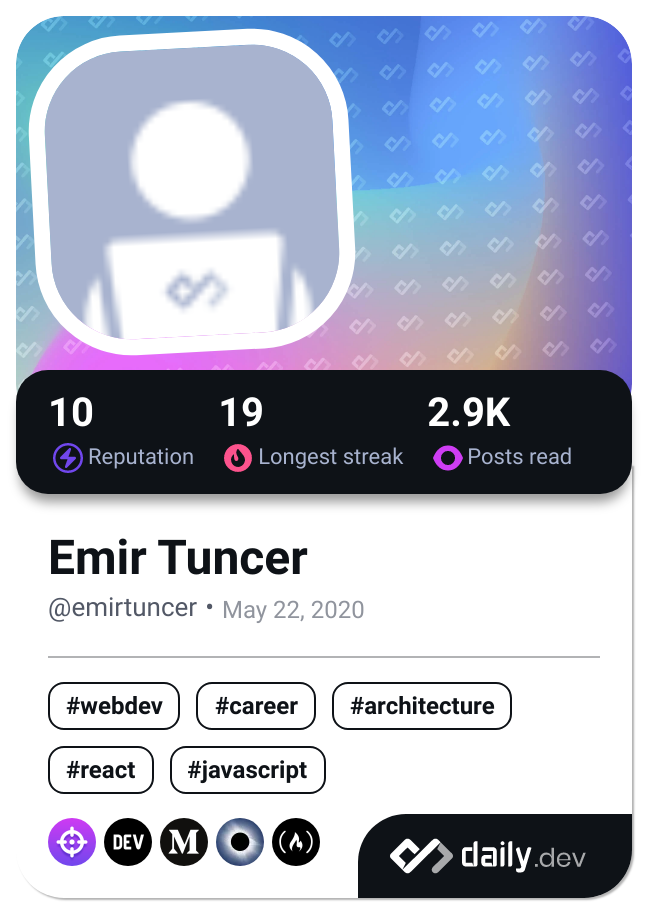 10 19 2.9K
Reputation Longest streak Posts read
Emir Tuncer
@emirtuncer • May 22, 2020
#webdev #career #architecture
#react #javascript
DEV M
daily.dev